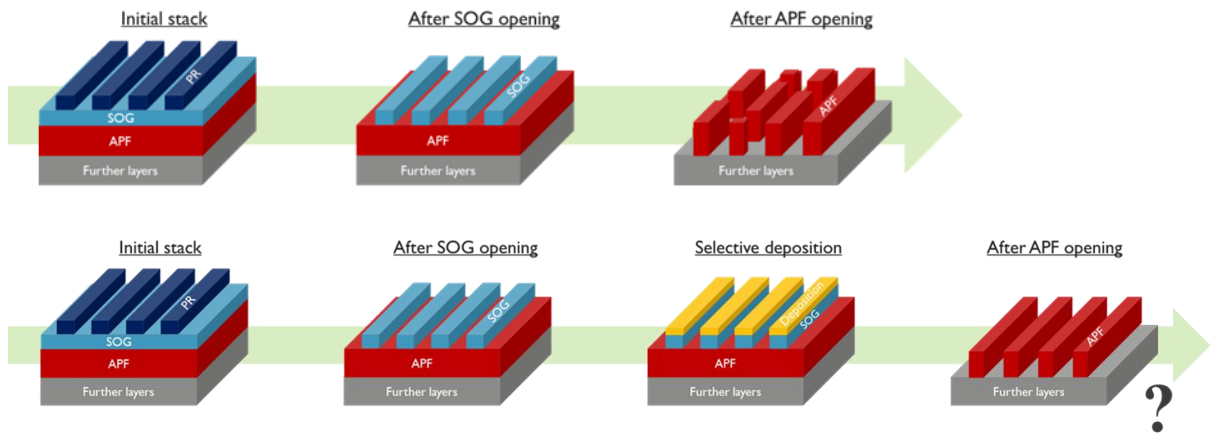 Initial stack
After SOG opening
After APF opening
PR
SOG
APF
Further layers
SOG
APF
Further layers
APF
Further layers
Initial stack
After SOG opening
Selective deposition
After APF opening
PR
SOG
APF
Further layers
SOG
APF
Further layers
Deposition
SOG
APF
Further layers
APF
Further layers
?